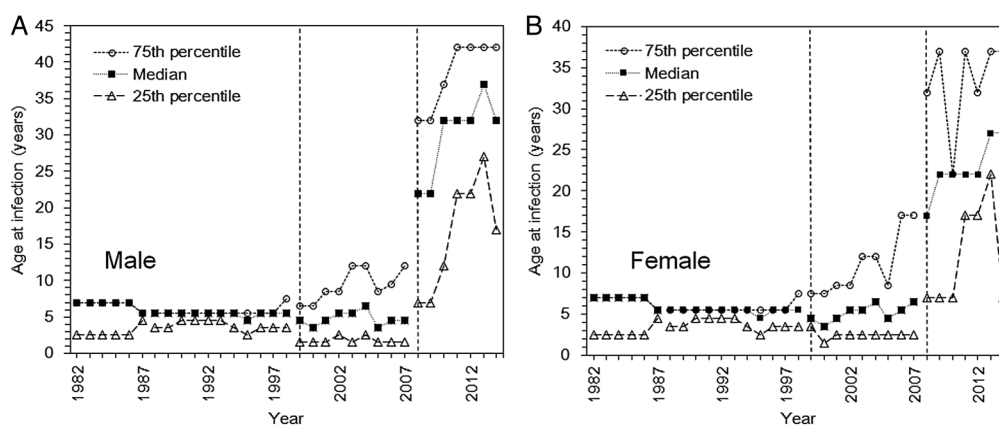 A
Age at infection (years)
45
40
35
30
25
20
15
10
5
0
75th percentile
Median
25th percentile
Male
1982
1987
1992
1997
2002
2007
2012
Year
B
Age at infection (years)
40
35
30
25
20
15
10
5
0
75th percentile
Median
25th percentile
Female
1982
1987
1992
1997
2002
2007
2012
Year